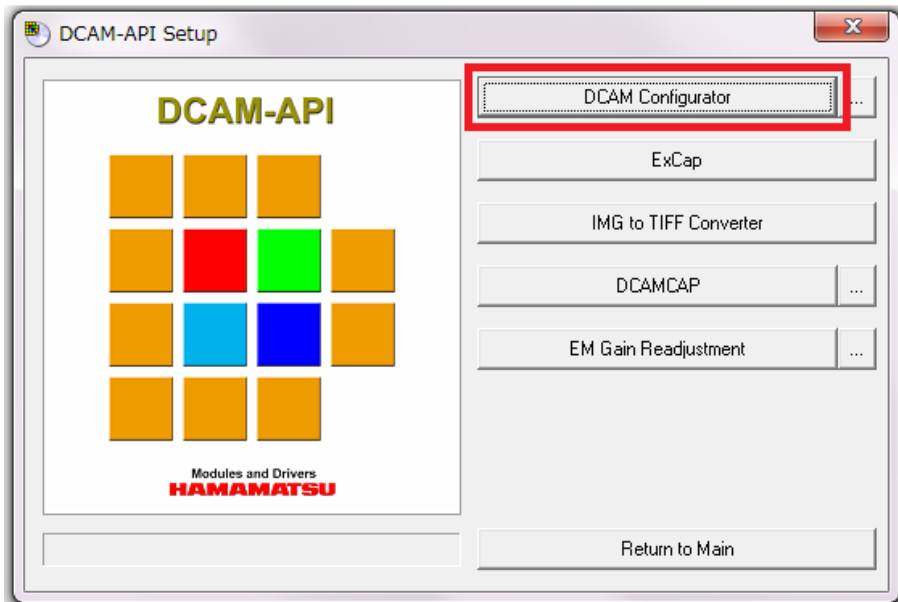 DCAM-API Setup
DCAM-API
Modules and Drivers
HAMAMATSU
DCAM Configurator
...
ExCap
IMG to TIFF Converter
DCAMCAP
...
EM Gain Readjustment
...
Return to Main